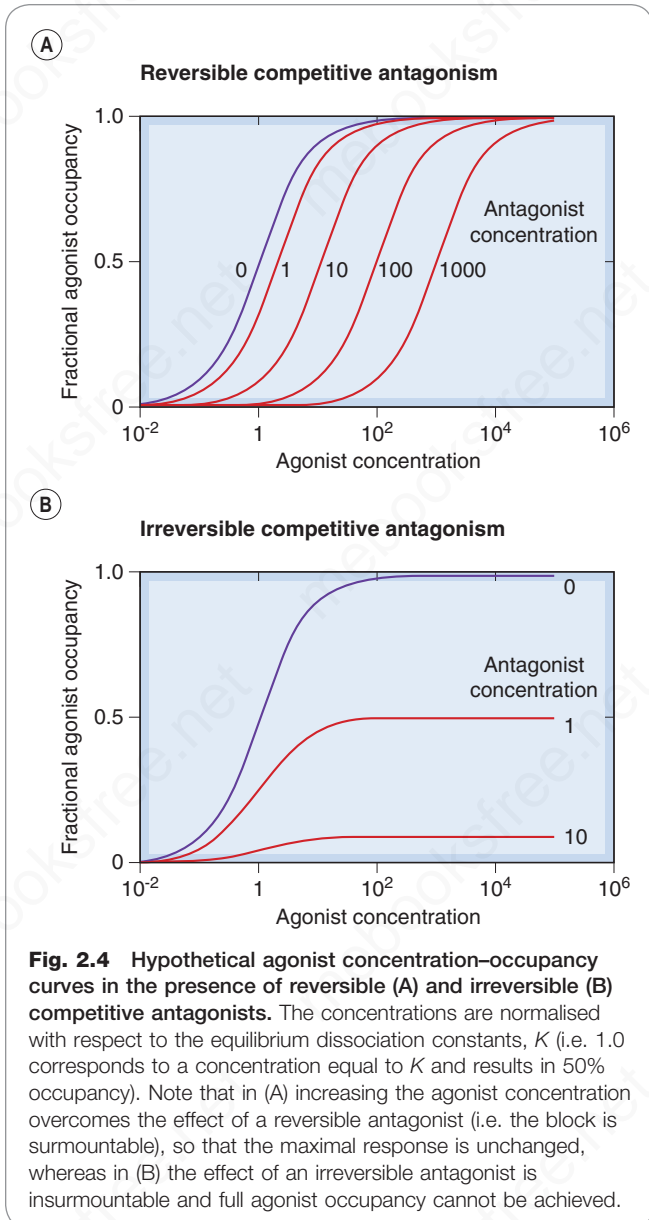 A
Reversible competitive antagonism
1.0
Fractional agonist occupancy
0.5
0
Antagonist
concentration
0 1 10 100 1000
10-2 1 10² 10⁴ 10⁶
Agonist concentration
B
Irreversible competitive antagonism
1.0
Fractional agonist occupancy
0.5
0
0
Antagonist
concentration
1
10
10-2 1 10² 10⁴ 10⁶
Agonist concentration
Fig. 2.4 Hypothetical agonist concentration–occupancy
curves in the presence of reversible (A) and irreversible (B)
competitive antagonists. The concentrations are normalised
with respect to the equilibrium dissociation constants, K (i.e. 1.0
corresponds to a concentration equal to K and results in 50%
occupancy). Note that in (A) increasing the agonist concentration
overcomes the effect of a reversible antagonist (i.e. the block is
surmountable), so that the maximal response is unchanged,
whereas in (B) the effect of an irreversible antagonist is
insurmountable and full agonist occupancy cannot be achieved.
mebooksfree.net